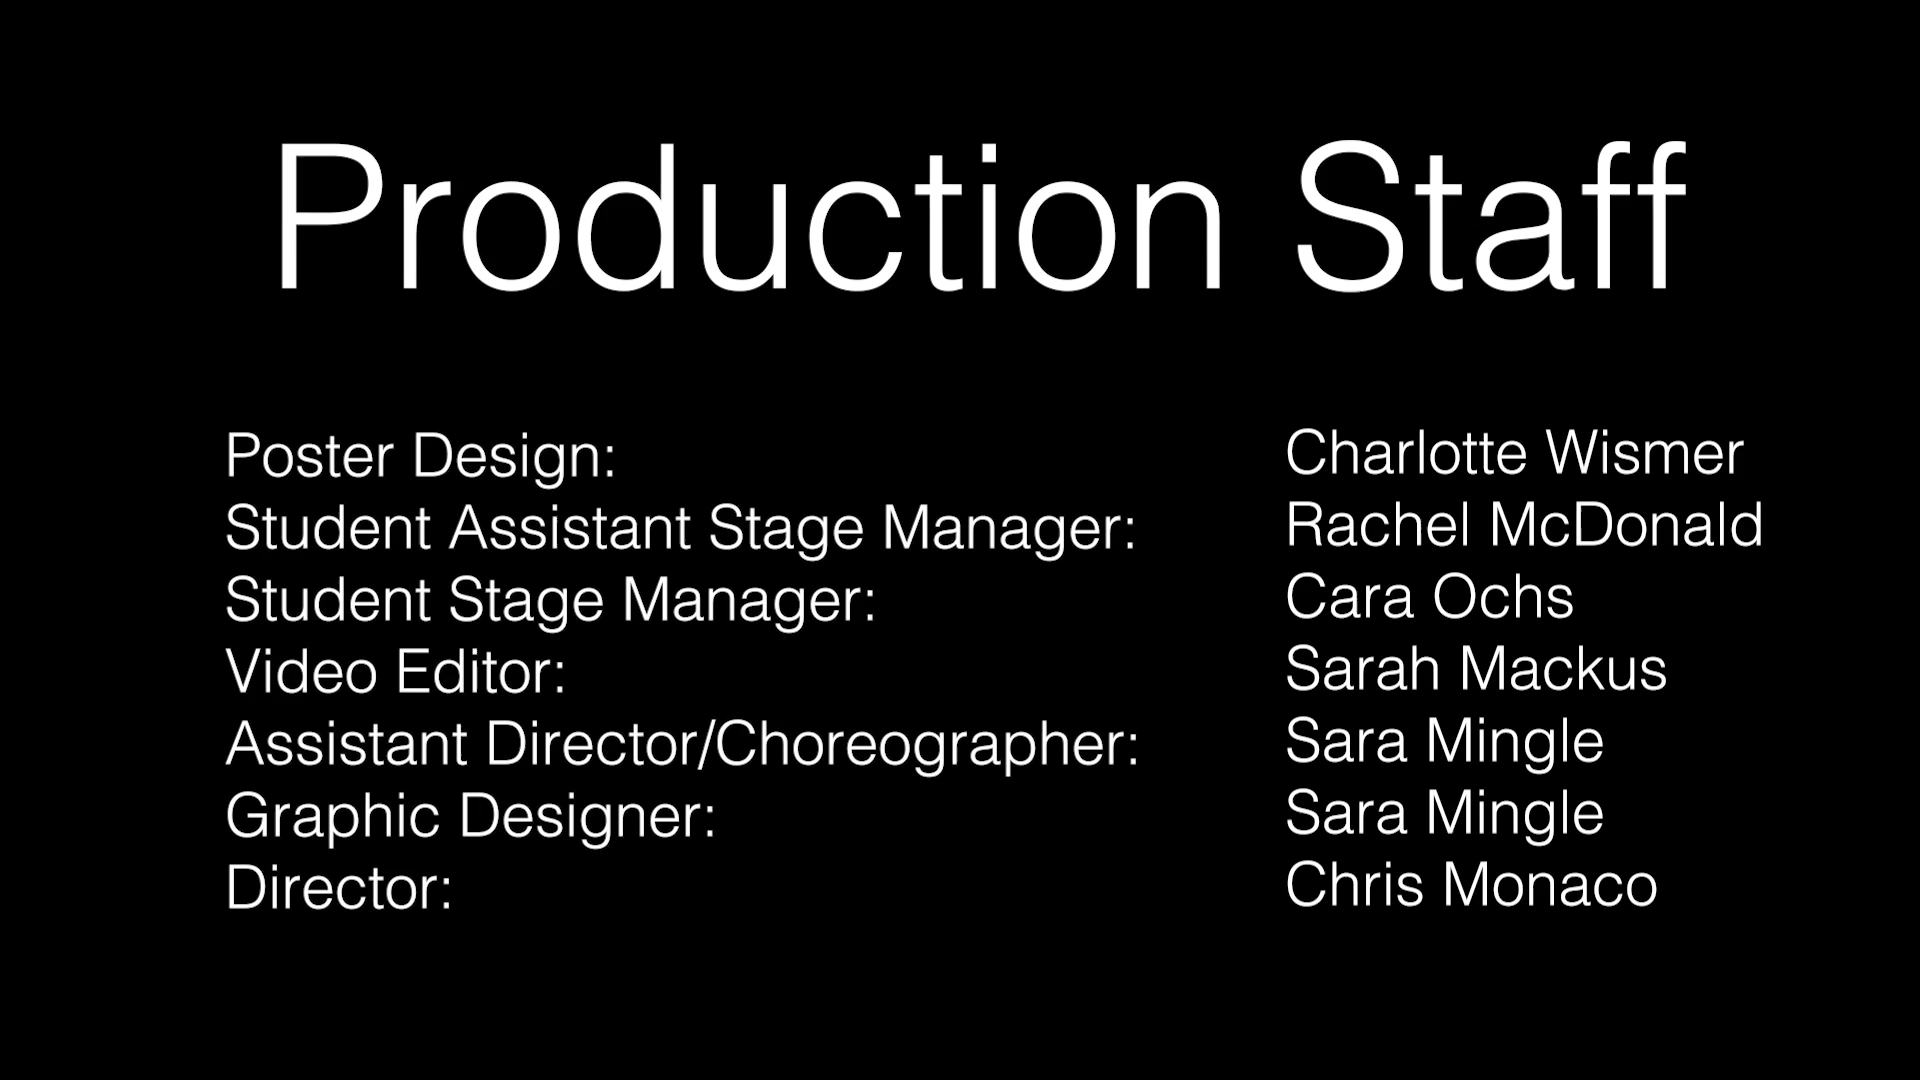 Production Staff
Poster Design: Charlotte Wismer
Student Assistant Stage Manager: Rachel McDonald
Student Stage Manager: Cara Ochs
Video Editor: Sarah Mackus
Assistant Director/Choreographer: Sara Mingle
Graphic Designer: Sara Mingle
Director: Chris Monaco